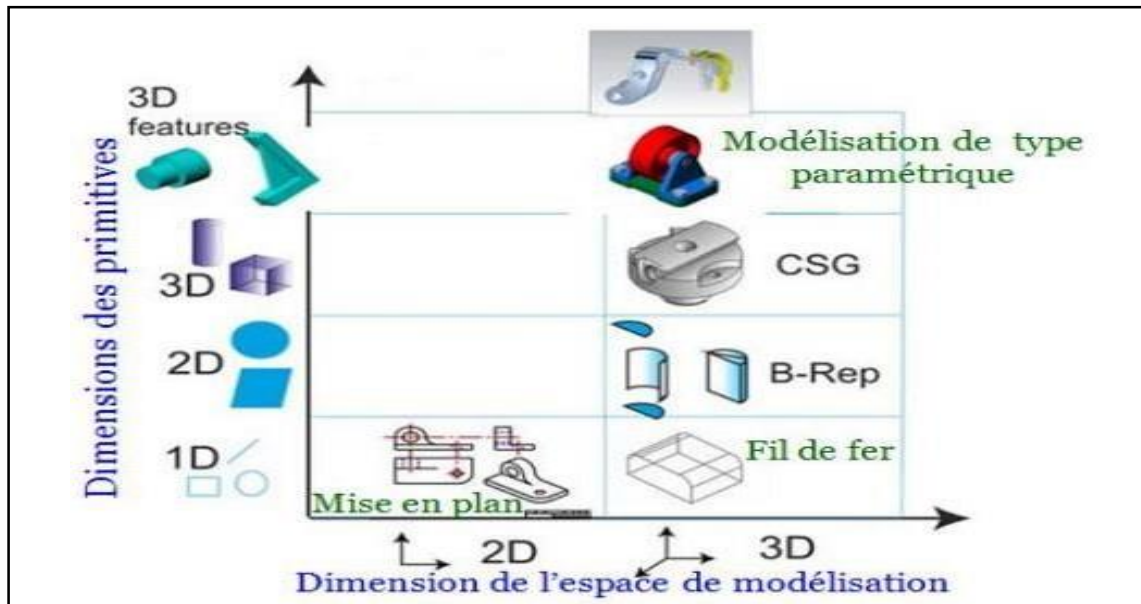 3D
features
Dimensions des primitives
Modélisation de type
paramétrique
3D
CSG
2D
B-Rep
1D
Fil de fer
Mise en plan
2D
3D
Dimension de l'espace de modélisation